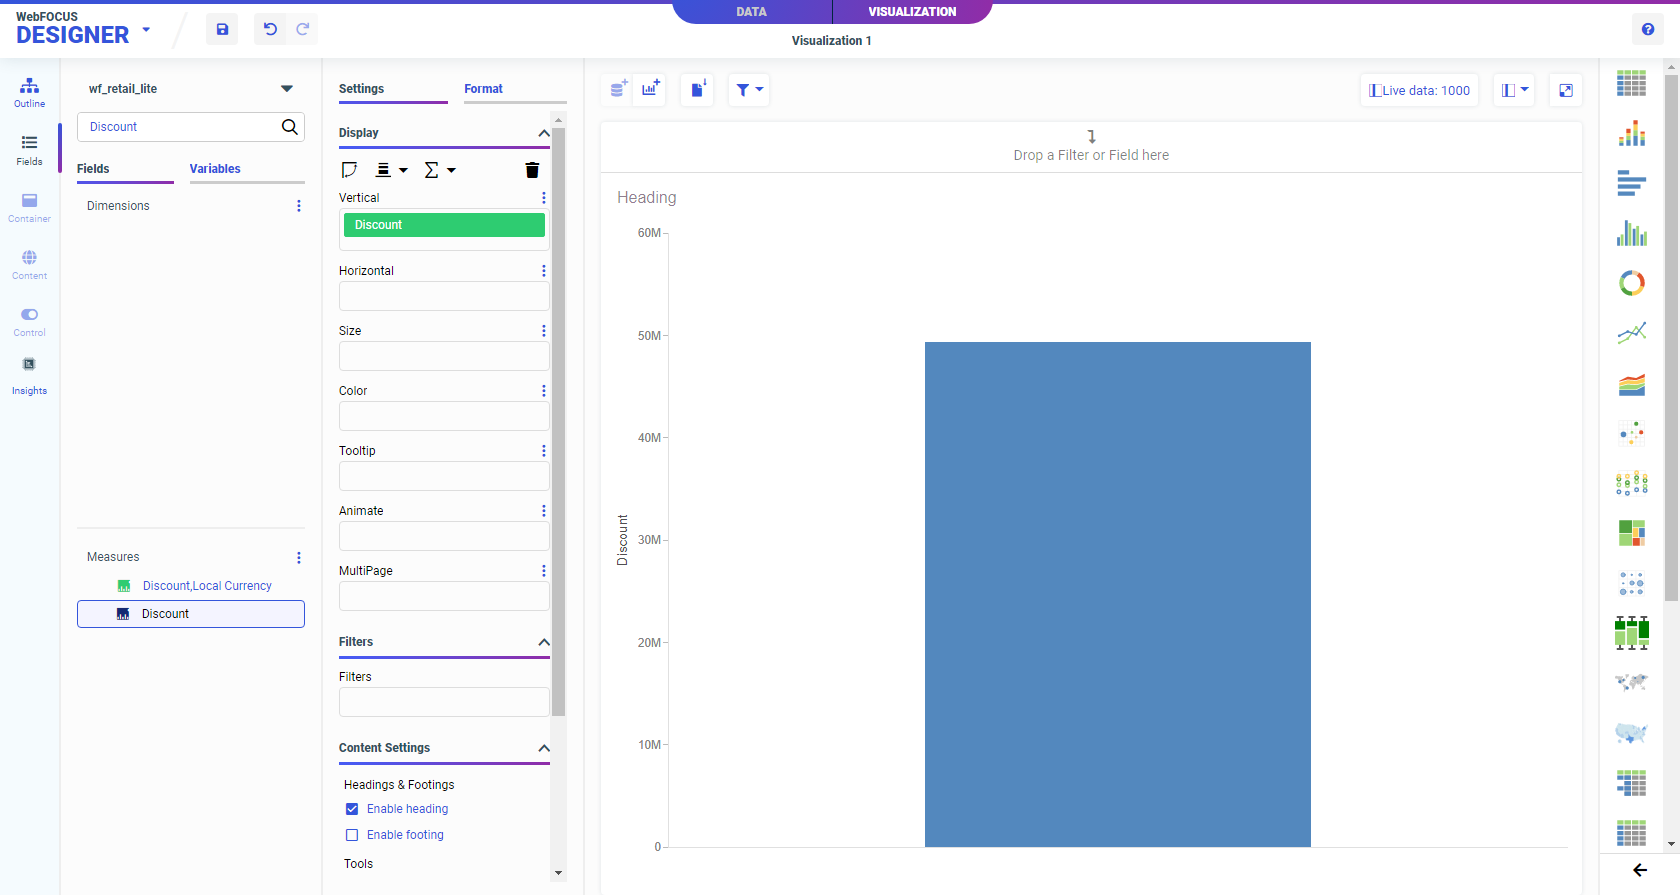 WebFOCUS
DESIGNER
DATA
VISUALIZATION
Visualization 1
Outline
Fields
Container
Content
Control
Insights
wf_retail_lite
Discount
Fields
Variables
Dimensions
Measures
Discount,Local Currency
Discount
Settings
Format
Display
Vertical
Discount
Horizontal
Size
Color
Tooltip
Animate
MultiPage
Filters
Filters
Content Settings
Headings & Footings
Enable heading
Enable footing
Tools
Live data: 1000
Drop a Filter or Field here
Heading
60M
50M
40M
30M
20M
10M
0
Discount